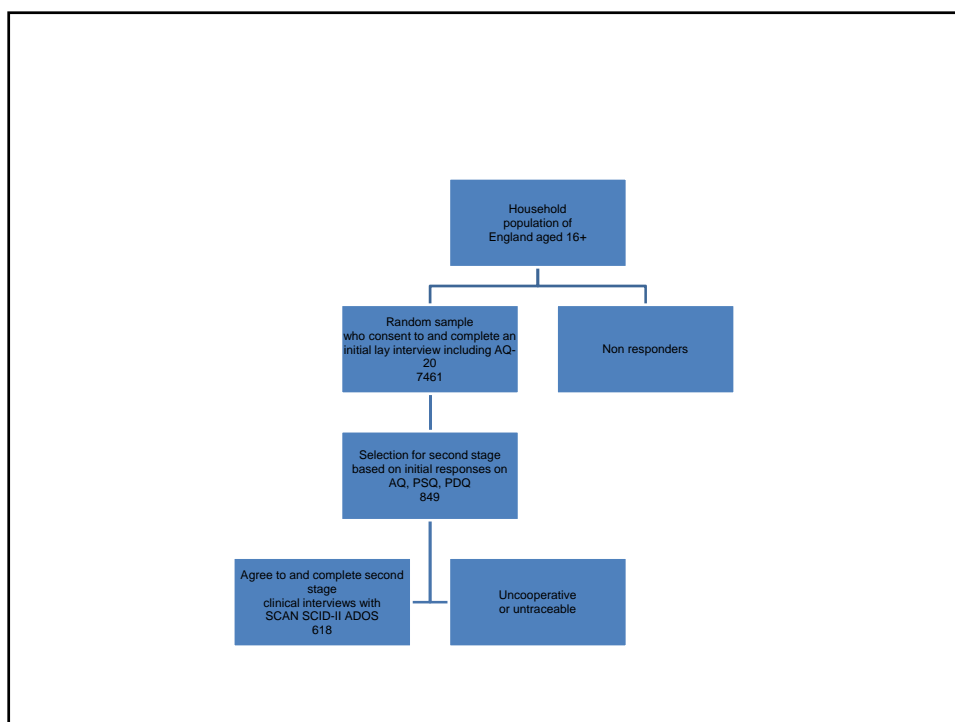 Household
population of
England aged 16+
Random sample
who consent to and complete an
initial lay interview including AQ-
20
7461
Non responders
Selection for second stage
based on initial responses on
AQ, PSQ, PDQ
849
Agree to and complete second
stage
clinical interviews with
SCAN SCID-II ADOS
618
Uncooperative
or untraceable